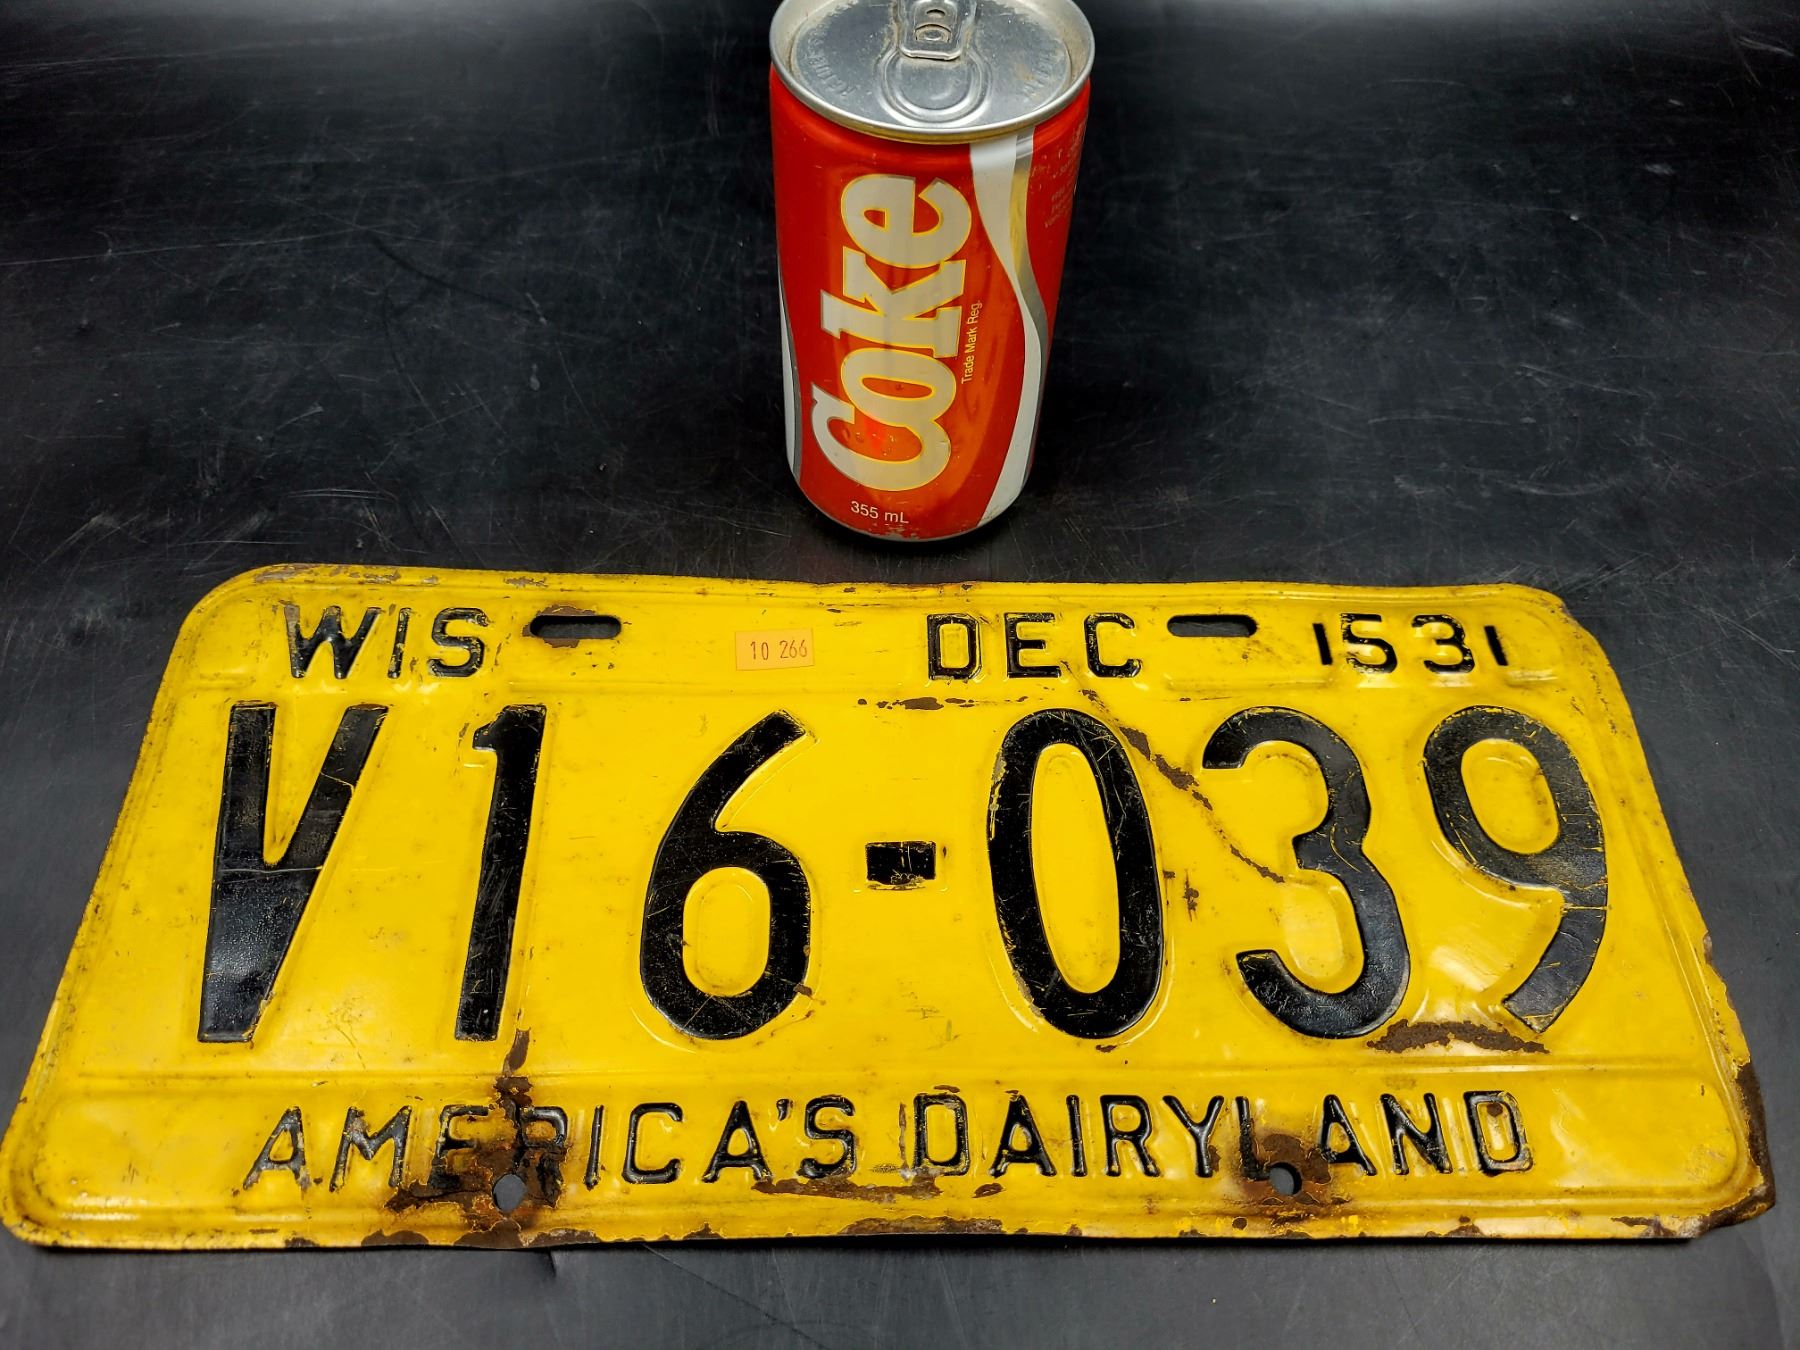 Coke
Trade Mark Reg.
355 mL
WIS 10 266 DEC 1531
V16-039
AMERICA'S DAIRYLAND